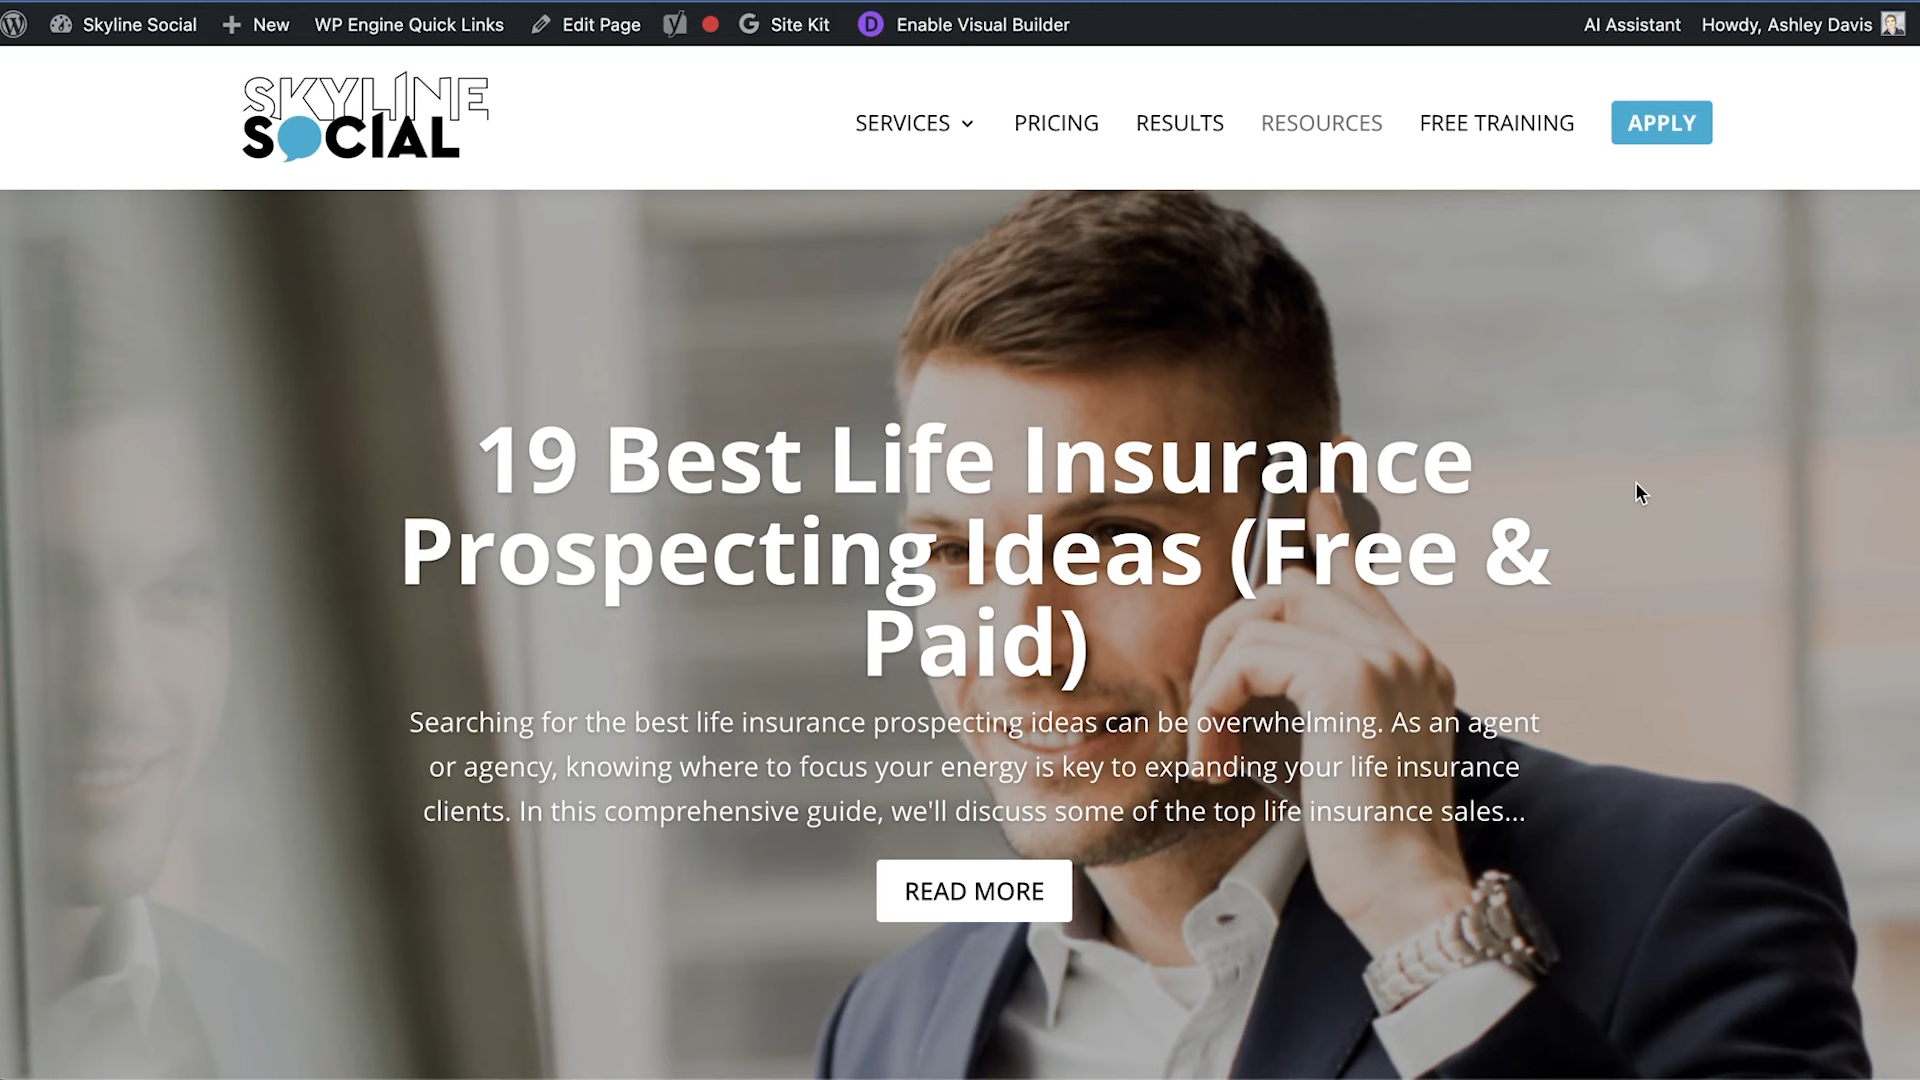 Skyline Social New WP Engine Quick Links Edit Page Site Kit D Enable Visual Builder AI Assistant Howdy, Ashley Davis
SKYLINE
SOCIAL
SERVICES PRICING RESULTS RESOURCES FREE TRAINING APPLY
19 Best Life Insurance
Prospecting Ideas (Free &
Paid)
Searching for the best life insurance prospecting ideas can be overwhelming. As an agent
or agency, knowing where to focus your energy is key to expanding your life insurance
clients. In this comprehensive guide, we'll discuss some of the top life insurance sales...
READ MORE